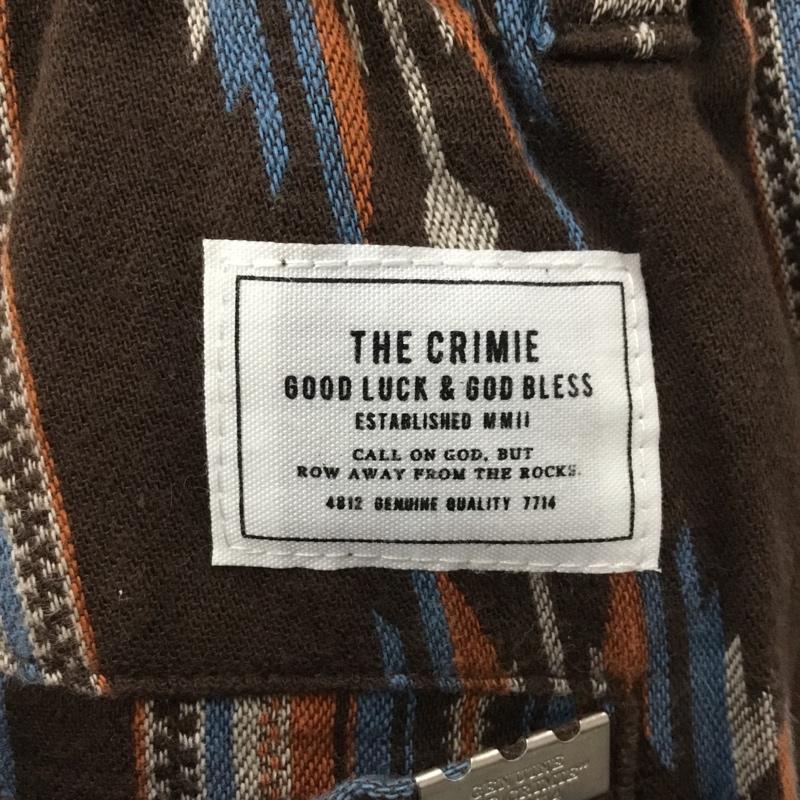 THE CRIMIE
GOOD LUCK & GOD BLESS
ESTABLISHED MMII
CALL ON GOD, BUT
ROW AWAY FROM THE ROCKS.
4812 GENUINE QUALITY 7714
GENUINE